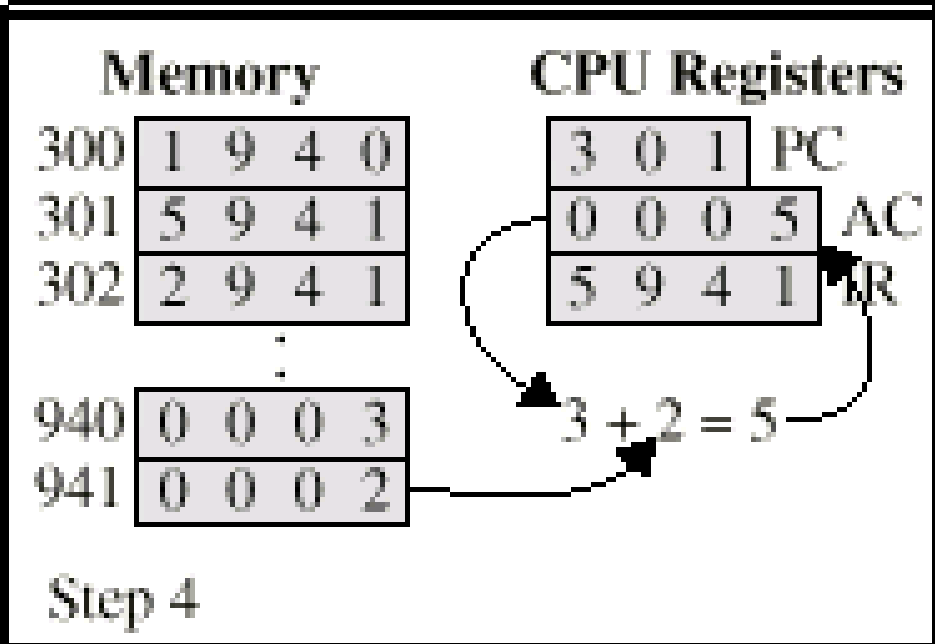 Memory CPU Registers
300 1 9 4 0 3 0 1 PC
301 5 9 4 1 0 0 0 5 AC
302 2 9 4 1 5 9 4 1 IR
:
:
940 0 0 0 3 3 + 2 = 5
941 0 0 0 2
Step 4